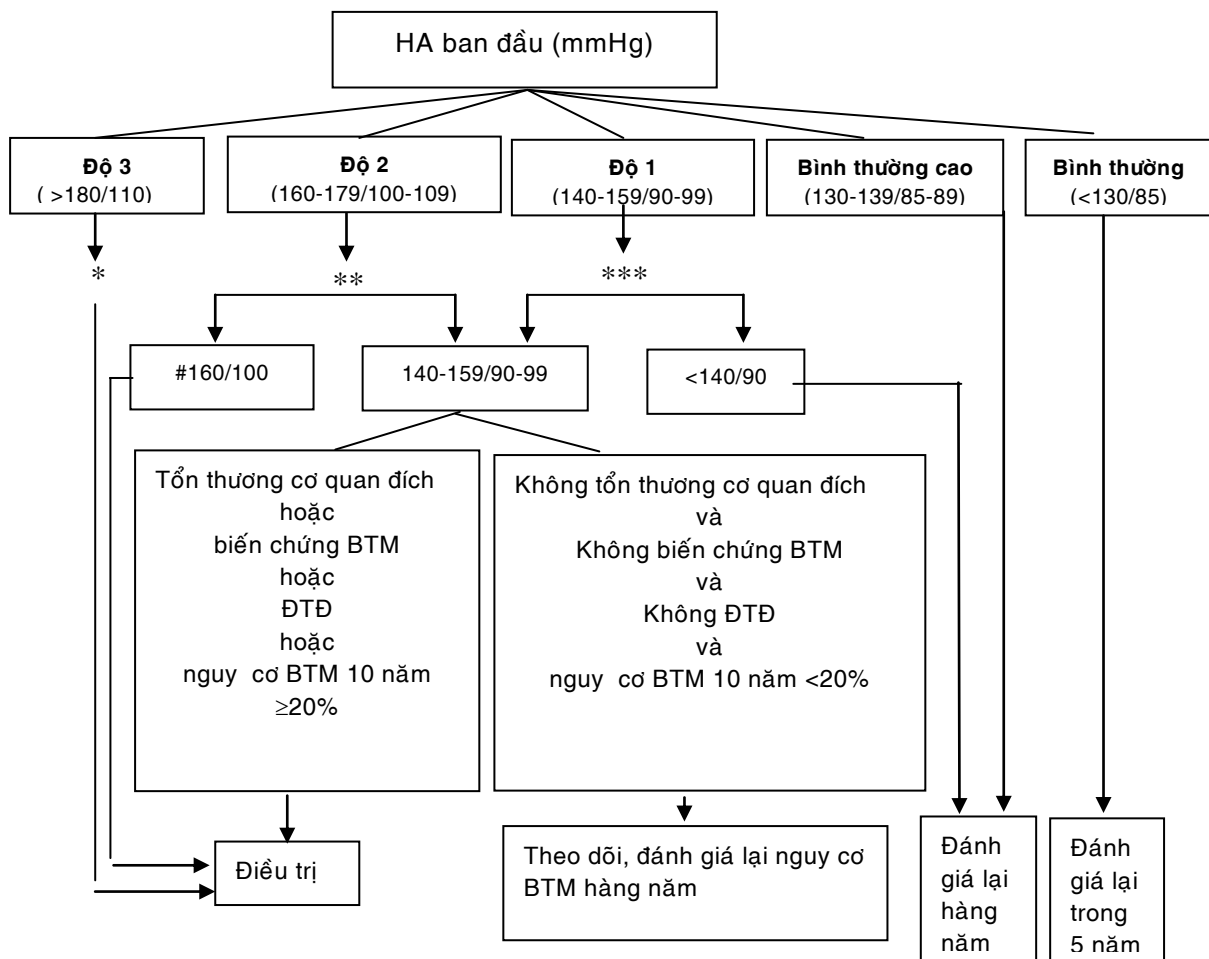 HA ban đầu (mmHg)
Độ 3
( >180/110)
Độ 2
(160-179/100-109)
Độ 1
(140-159/90-99)
Bình thường cao
(130-139/85-89)
Bình thường
(<130/85)
*
**
***
#160/100
140-159/90-99
<140/90
Tổn thương cơ quan đích
hoặc
biến chứng BTM
hoặc
ĐTĐ
hoặc
nguy cơ BTM 10 năm
≥20%
Không tổn thương cơ quan đích
và
Không biến chứng BTM
và
Không ĐTĐ
và
nguy cơ BTM 10 năm <20%
Điều trị
Theo dõi, đánh giá lại nguy cơ
BTM hàng năm
Đánh
giá lại
hàng
năm
Đánh
giá lại
trong
5 năm